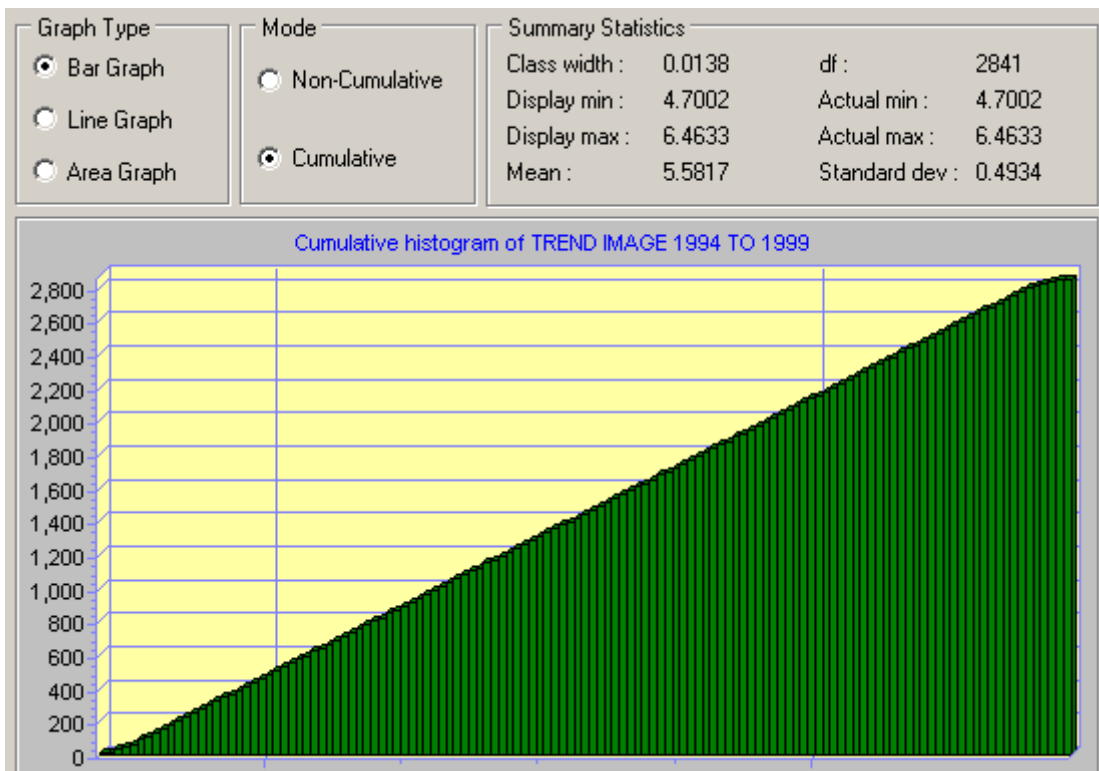 Graph Type
Bar Graph
Line Graph
Area Graph
Mode
Non-Cumulative
Cumulative
Summary Statistics
Class width : 0.0138 df : 2841
Display min : 4.7002 Actual min : 4.7002
Display max : 6.4633 Actual max : 6.4633
Mean : 5.5817 Standard dev : 0.4934
Cumulative histogram of TREND IMAGE 1994 TO 1999
2,800
2,600
2,400
2,200
2,000
1,800
1,600
1,400
1,200
1,000
800
600
400
200
0